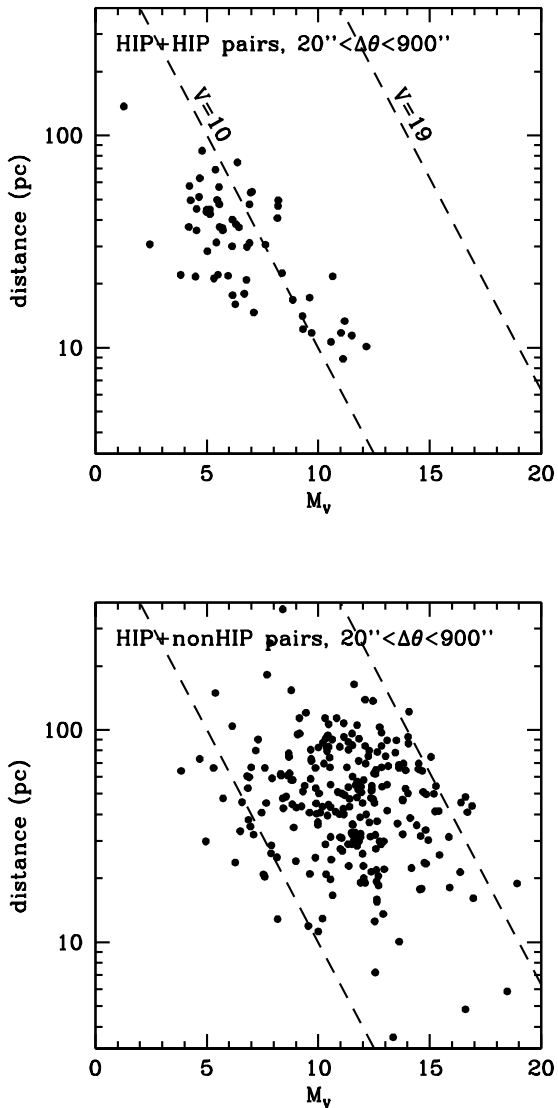 HIP+HIP pairs, 20''<Δθ<900''
V=10
V=19
100
10
distance (pc)
0 5 10 15 20
M_V
HIP+nonHIP pairs, 20''<Δθ<900''
100
10
distance (pc)
0 5 10 15 20
M_V